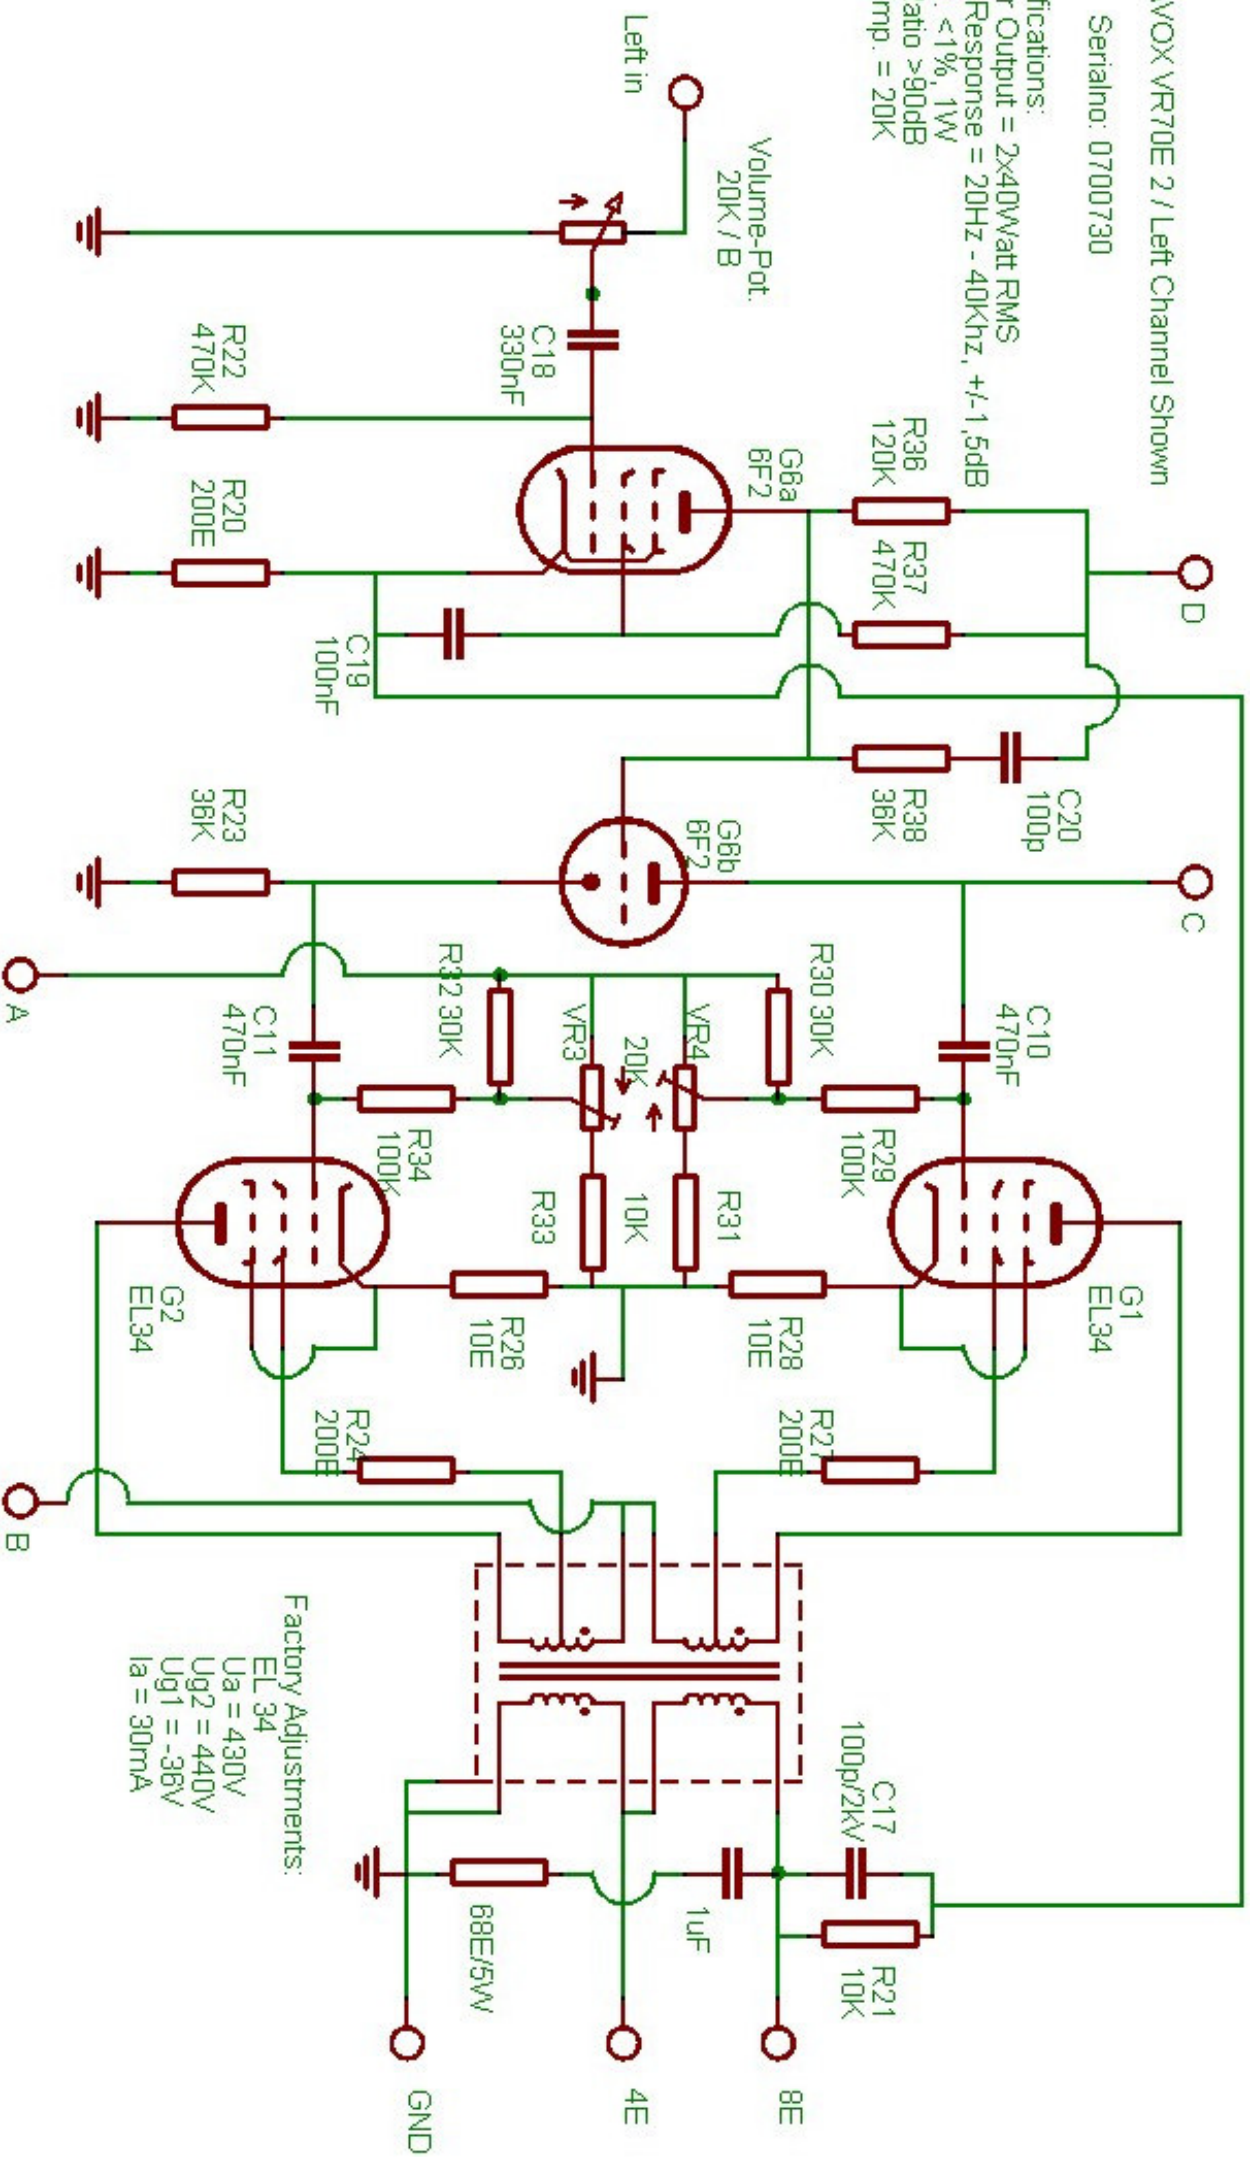 AVOX VR70E 2 / Left Channel Shown
Serialno: 0700730
ifications:
r Output = 2x40Watt RMS
Response = 20Hz - 40Khz, +/-1,5dB
. <1%, 1W
atio >90dB
mp. = 20K
D
C
Left in
Volume-Pot.
20K / B
C18
330nF
R22
470K
R20
200E
G6a
6F2
R36
120K
R37
470K
C19
100nF
C20
100p
R38
36K
G6b
6F2
R23
36K
A
C10
470nF
C11
470nF
R30 30K
R32 30K
VR4
20K
VR3
R29
100K
R34
100K
R31
10K
R33
G1
EL34
G2
EL34
R28
10E
R26
10E
R27
200E
R24
200E
B
Factory Adjustments:
EL 34
Ua = 430V
Ug2 = 440V
Ug1 = -36V
Ia = 30mA
C17
100p/2kV
R21
10K
1uF
68E/5W
8E
4E
GND